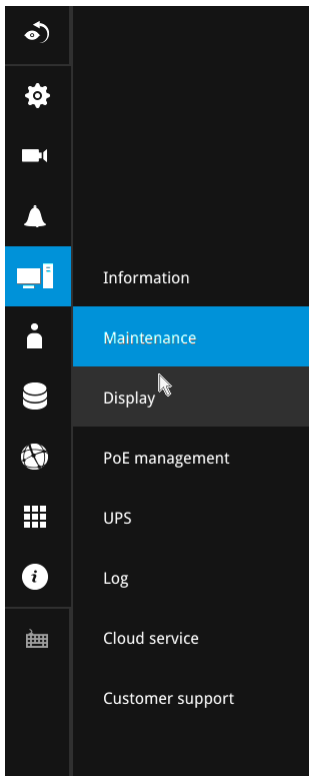 Information
Maintenance
Display
PoE management
UPS
Log
Cloud service
Customer support